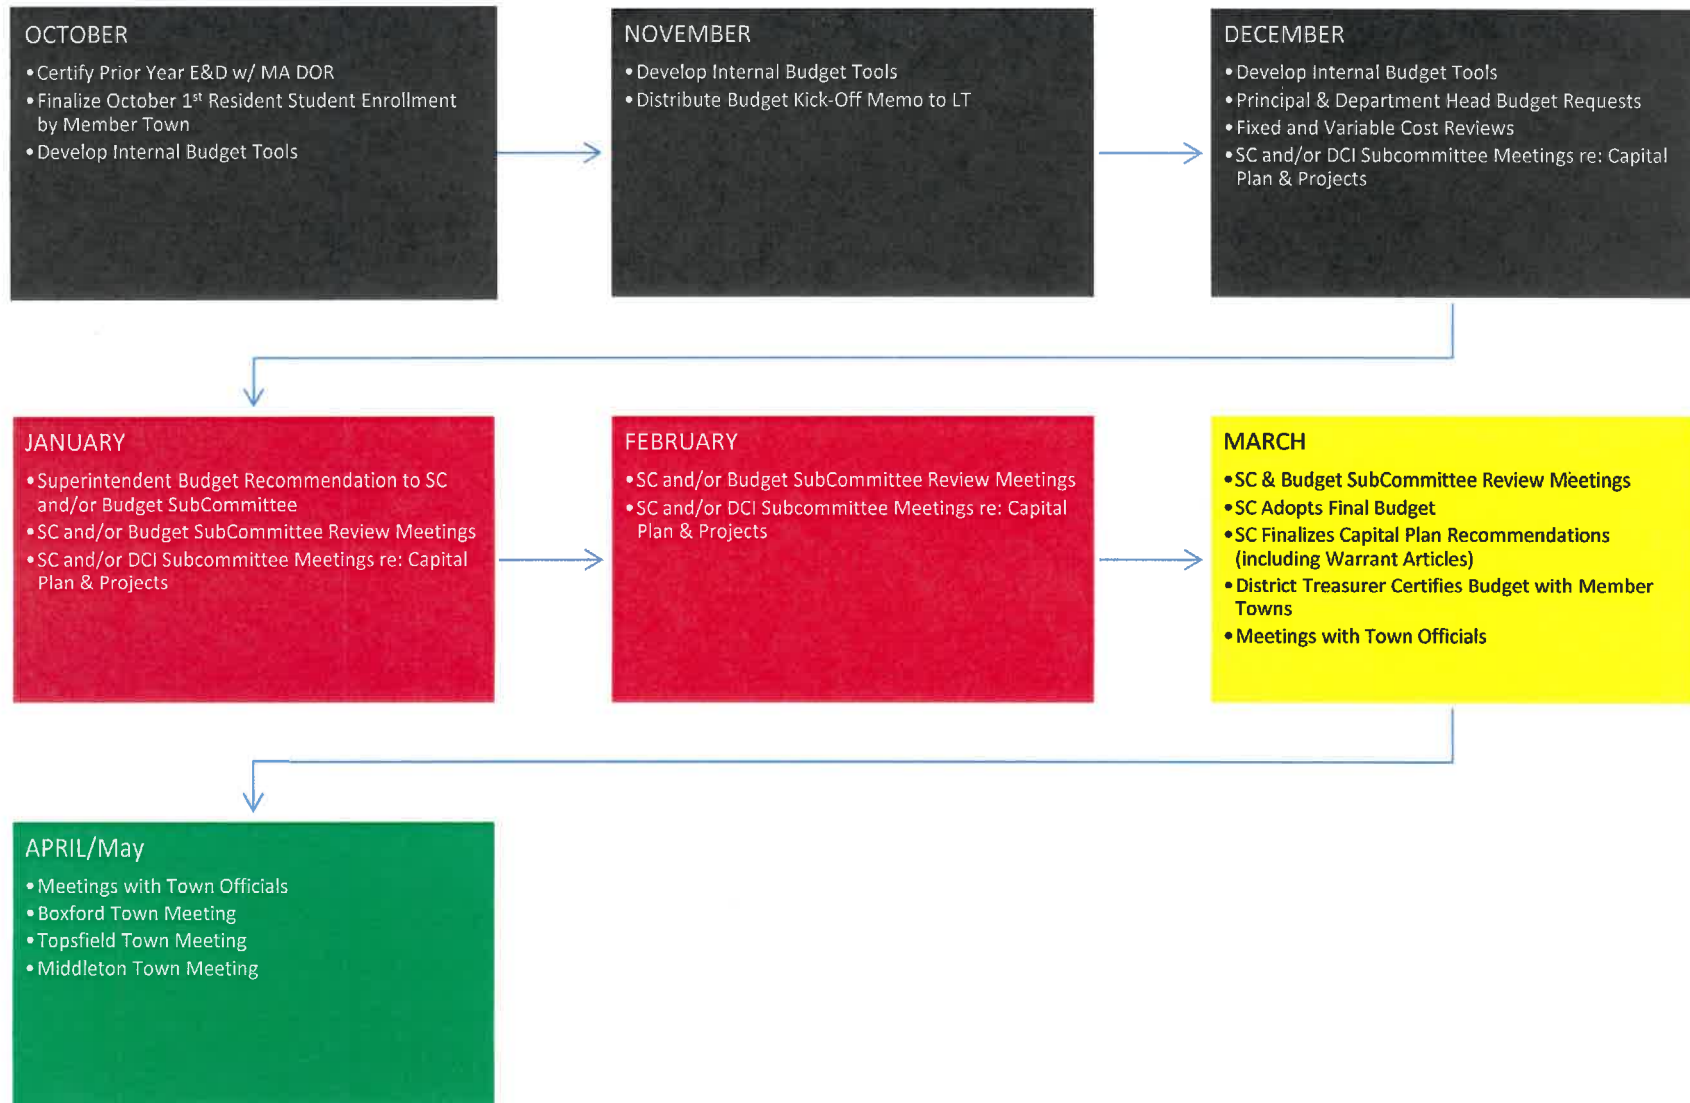 OCTOBER
•Certify Prior Year E&D w/ MA DOR
•Finalize October 1st Resident Student Enrollment
by Member Town
•Develop Internal Budget Tools
NOVEMBER
•Develop Internal Budget Tools
•Distribute Budget Kick-Off Memo to LT
DECEMBER
•Develop Internal Budget Tools
•Principal & Department Head Budget Requests
•Fixed and Variable Cost Reviews
•SC and/or DCI Subcommittee Meetings re: Capital
Plan & Projects
JANUARY
•Superintendent Budget Recommendation to SC
and/or Budget SubCommittee
•SC and/or Budget SubCommittee Review Meetings
•SC and/or DCI Subcommittee Meetings re: Capital
Plan & Projects
FEBRUARY
•SC and/or Budget SubCommittee Review Meetings
•SC and/or DCI Subcommittee Meetings re: Capital
Plan & Projects
MARCH
•SC & Budget SubCommittee Review Meetings
•SC Adopts Final Budget
•SC Finalizes Capital Plan Recommendations
(including Warrant Articles)
•District Treasurer Certifies Budget with Member
Towns
•Meetings with Town Officials
APRIL/May
•Meetings with Town Officials
•Boxford Town Meeting
•Topsfield Town Meeting
•Middleton Town Meeting